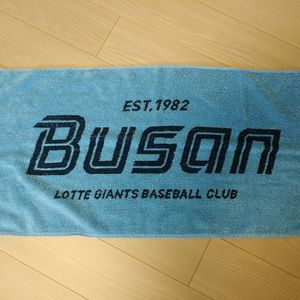 EST, 1982
Busan
LOTTE GIANTS BASEBALL CLUB